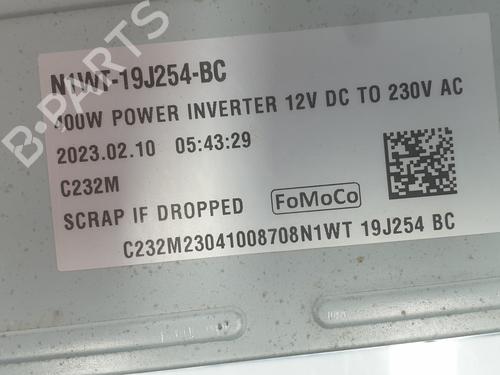 N1WT-19J254-BC
400W POWER INVERTER 12V DC TO 230V AC
2023.02.10 05:43:29
C232M
SCRAP IF DROPPED FoMoCo
C232M23041008708N1WT 19J254 BC
B-PARTS